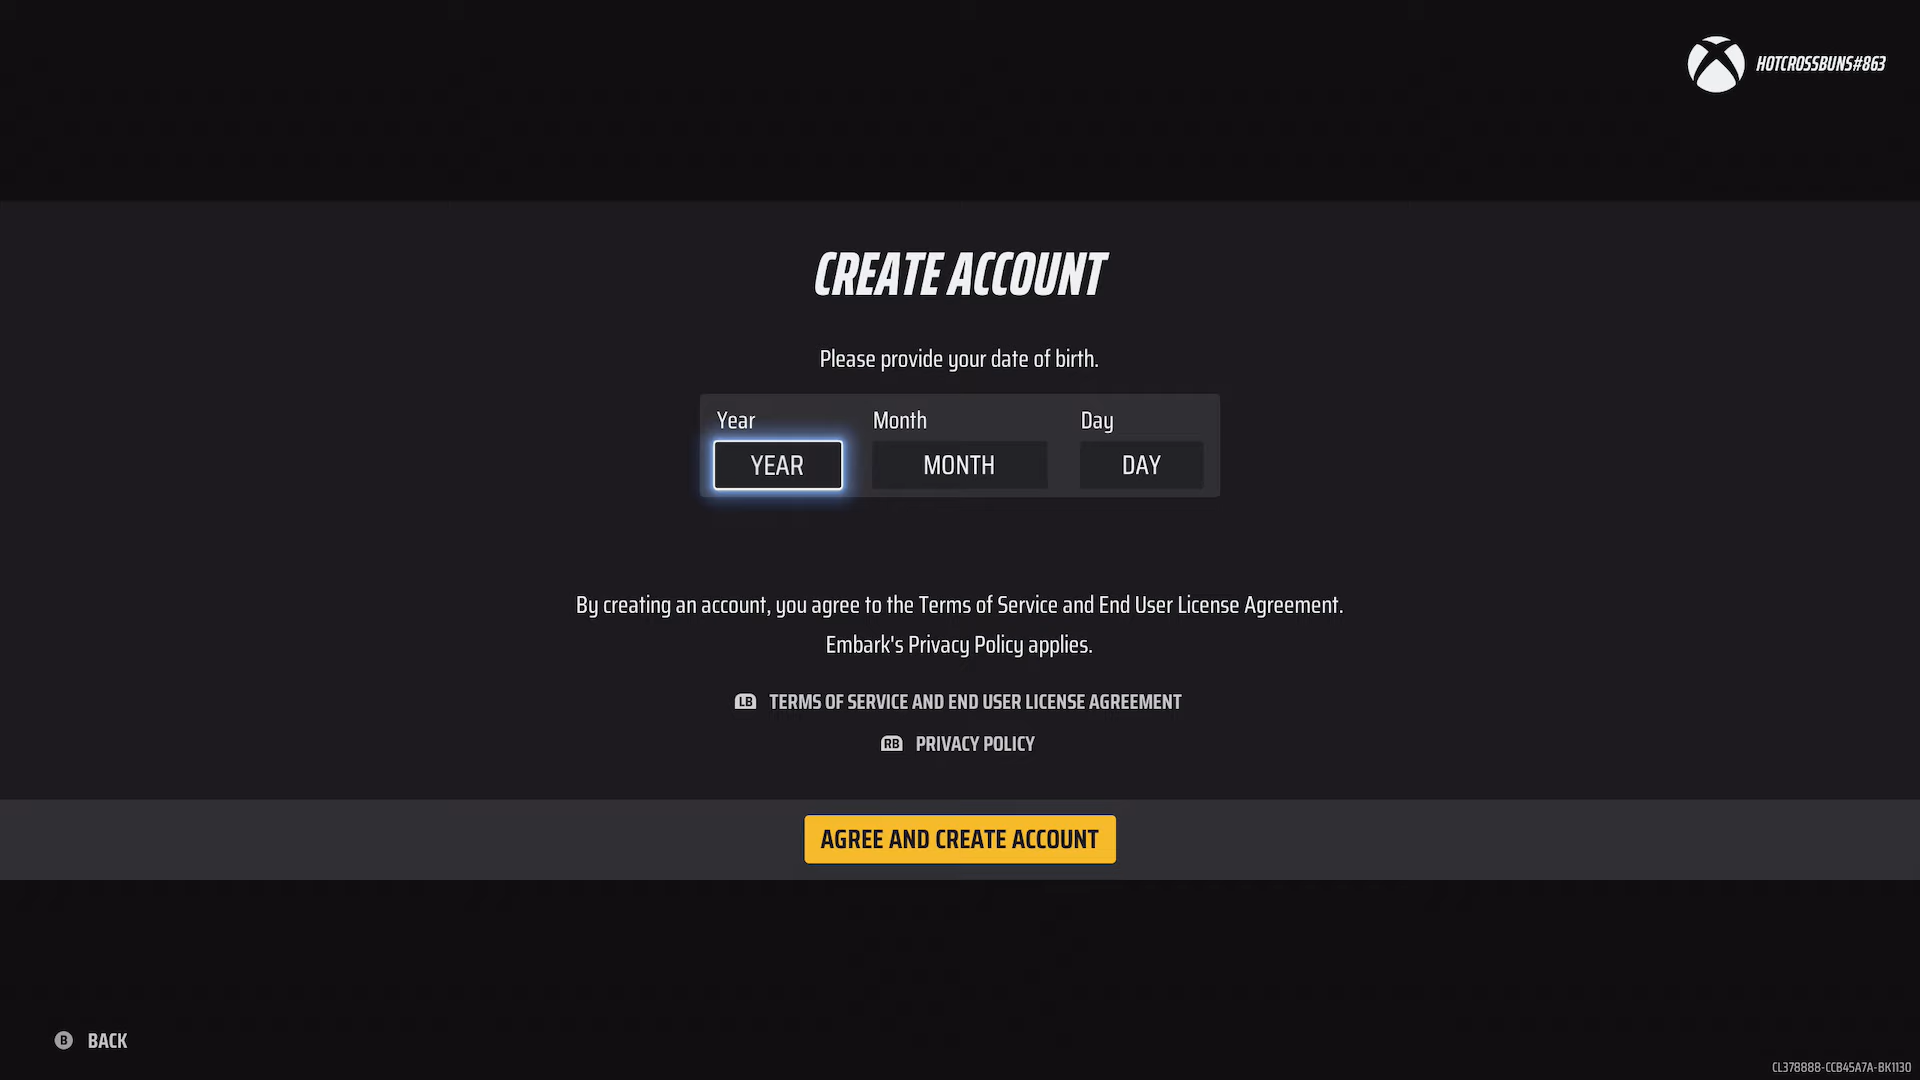 HOTCROSSBUNS#863
CREATE ACCOUNT
Please provide your date of birth.
Year Month Day
YEAR MONTH DAY
By creating an account, you agree to the Terms of Service and End User License Agreement.
Embark's Privacy Policy applies.
LB TERMS OF SERVICE AND END USER LICENSE AGREEMENT
RB PRIVACY POLICY
AGREE AND CREATE ACCOUNT
B BACK
CL378888-CCB45A7A-BK1130